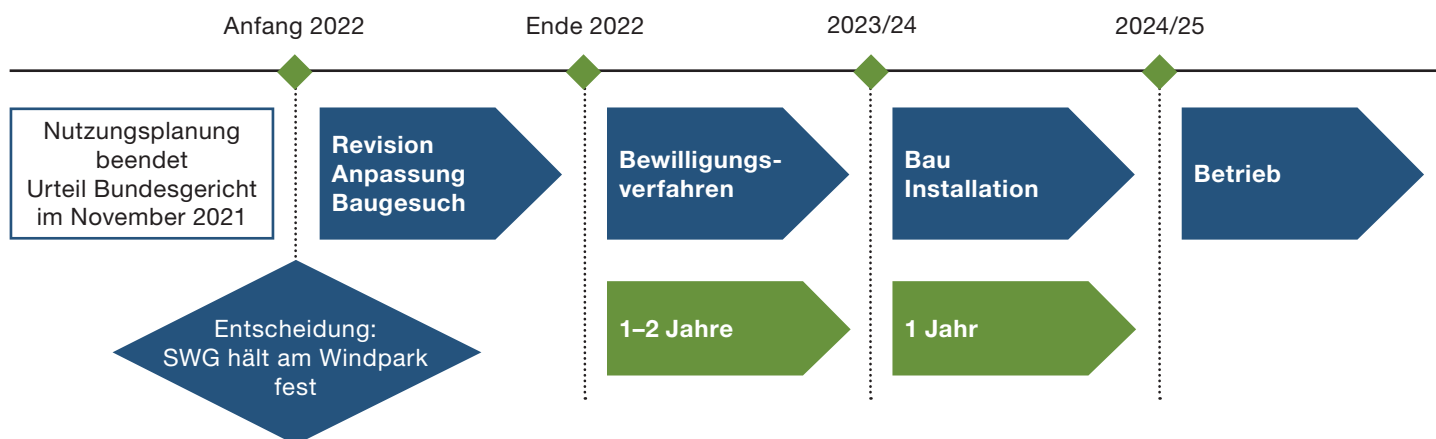 Anfang 2022
Ende 2022
2023/24
2024/25
Nutzungsplanung
beendet
Urteil Bundesgericht
im November 2021
Revision
Anpassung
Baugesuch
Bewilligungs-
verfahren
Bau
Installation
Betrieb
Entscheidung:
SWG hält am Windpark
fest
1–2 Jahre
1 Jahr